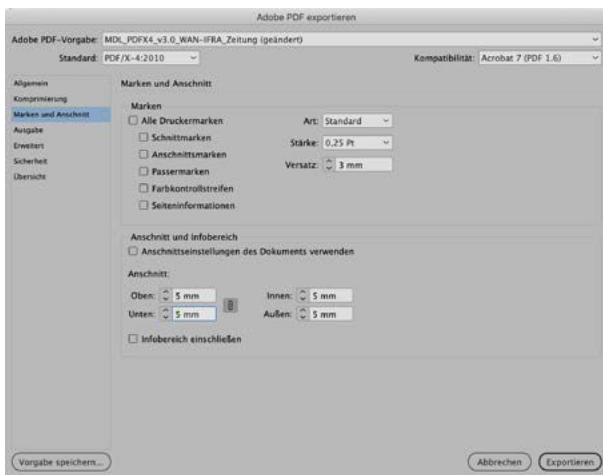 Adobe PDF exportieren
Adobe PDF-Vorgabe: MDL_PDFX4_v3.0_WAN-IFRA_Zeitung (geändert)
Standard: PDF/X-4:2010 Kompatibilität: Acrobat 7 (PDF 1.6)
Allgemein
Komprimierung
Marken und Anschnitt
Ausgabe
Erweitert
Sicherheit
Übersicht
Marken und Anschnitt
Marken
Alle Druckermarken Art: Standard
Schnittmarken Stärke: 0,25 Pt
Anschnittsmarken Versatz: 3 mm
Passermarken
Farbkontrollstreifen
Seiteninformationen
Anschnitt und Infobereich
Anschnittseinstellungen des Dokuments verwenden
Anschnitt:
Oben: 5 mm Innen: 5 mm
Unten: 5 mm Außen: 5 mm
Infobereich einschließen
Vorgabe speichern... Abbrechen Exportieren